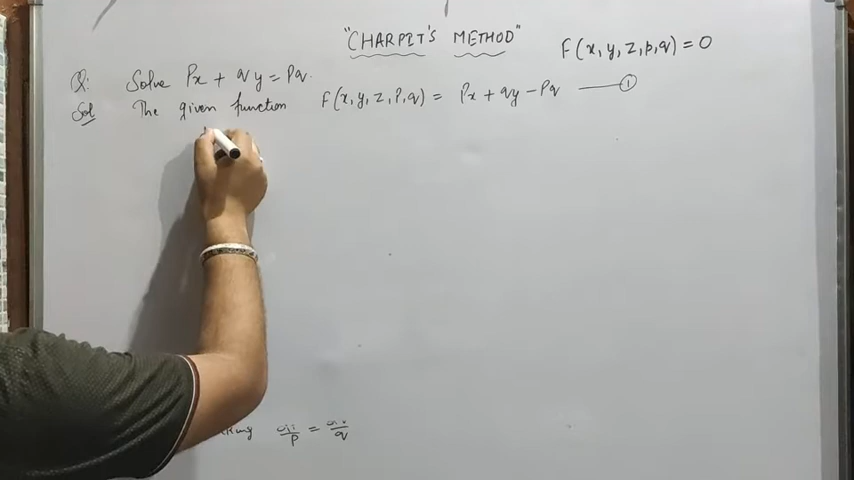 "CHARPIT'S METHOD"
F(x, y, z, p, q) = 0
Q: Solve Px + qy = Pq.
Sol The given function F(x, y, z, P, q) = Px + qy - Pq —— ①
= /q